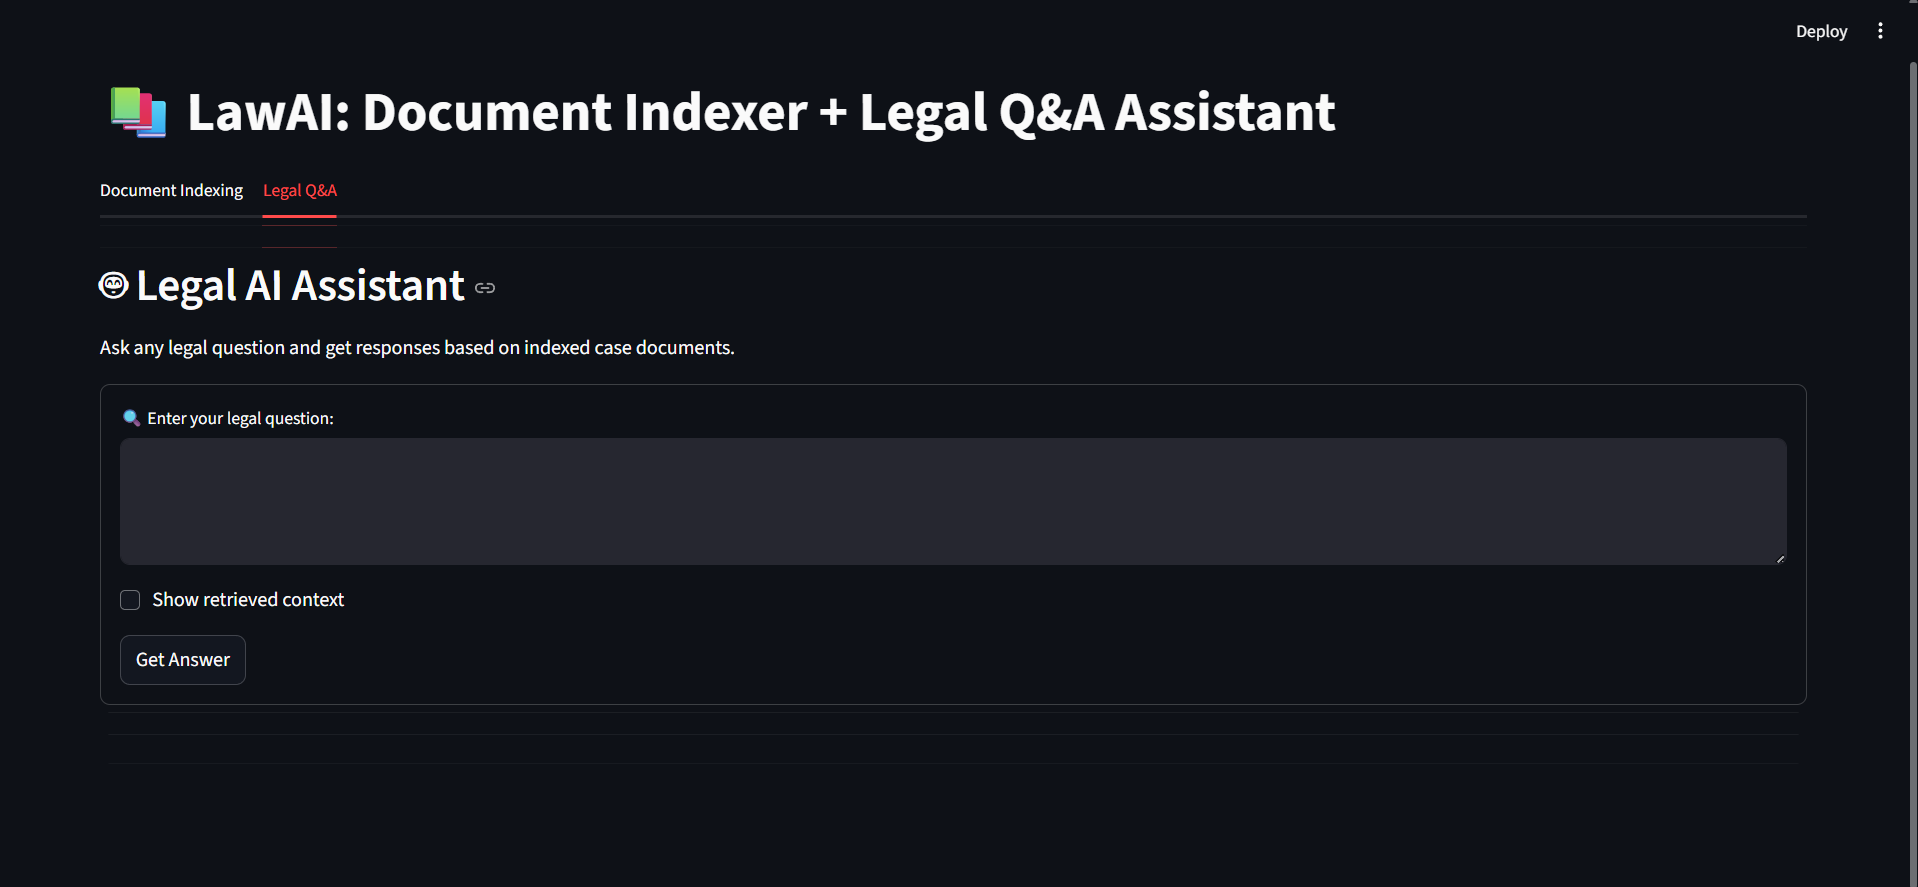 Deploy
LawAI: Document Indexer + Legal Q&A Assistant
Document Indexing Legal Q&A
Legal AI Assistant
Ask any legal question and get responses based on indexed case documents.
Enter your legal question:
Show retrieved context
Get Answer